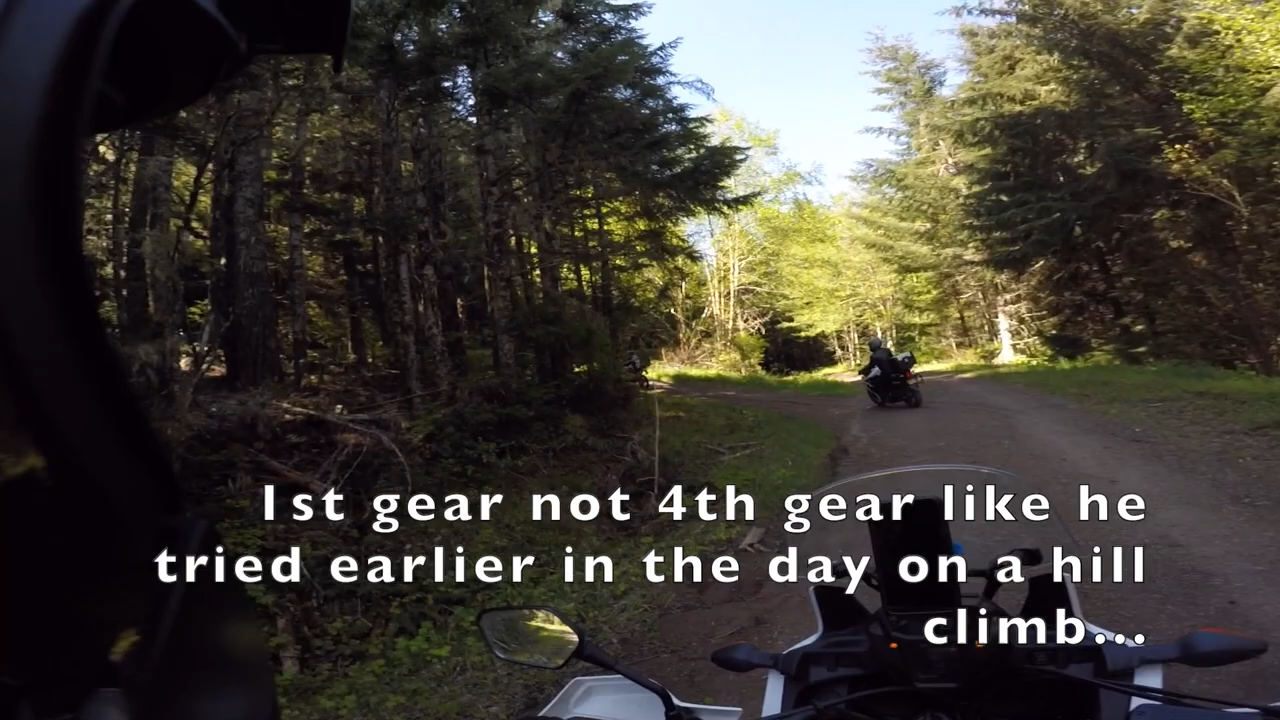 1st gear not 4th gear like he
tried earlier in the day on a hill
climb...